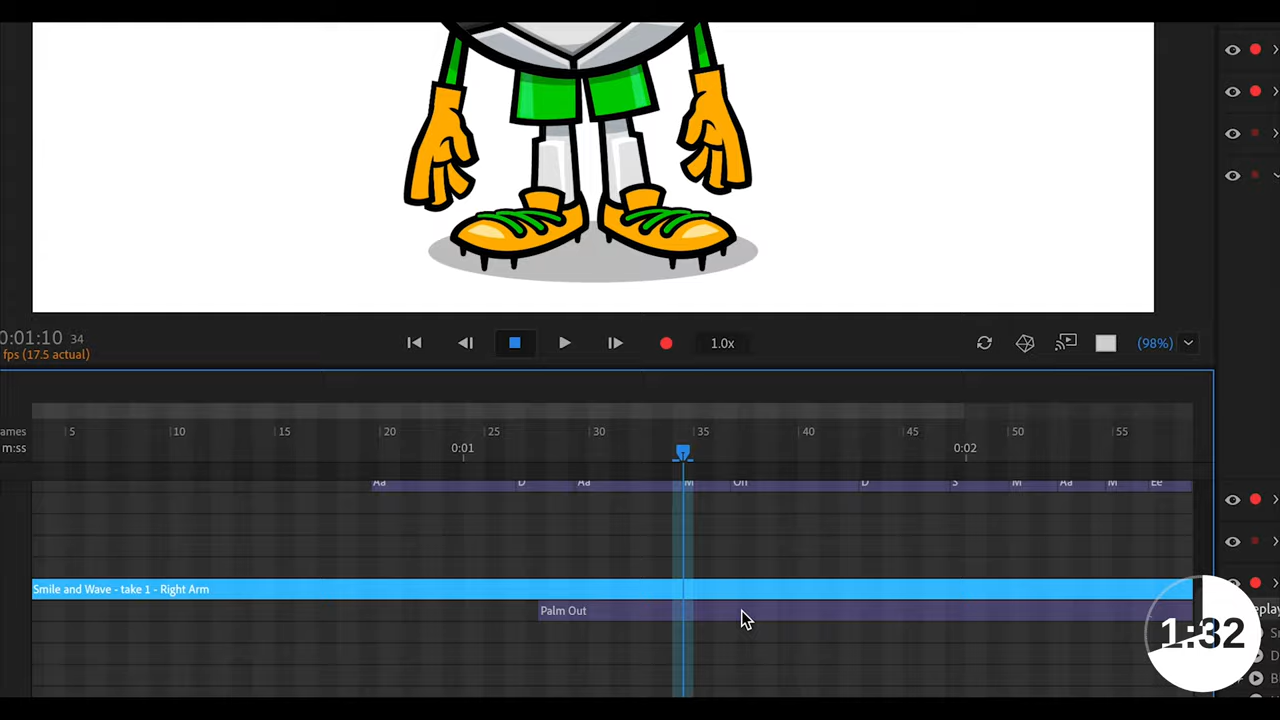 0:01:10 34
fps (17.5 actual)
1.0x
(98%)
ames 5 10 15 20 25 30 35 40 45 50 55
m:ss 0:01 0:02
Aa D Aa M Oh D S M Aa M Ee
Smile and Wave - take 1 - Right Arm
Palm Out
eplay
1:32
S
D
B